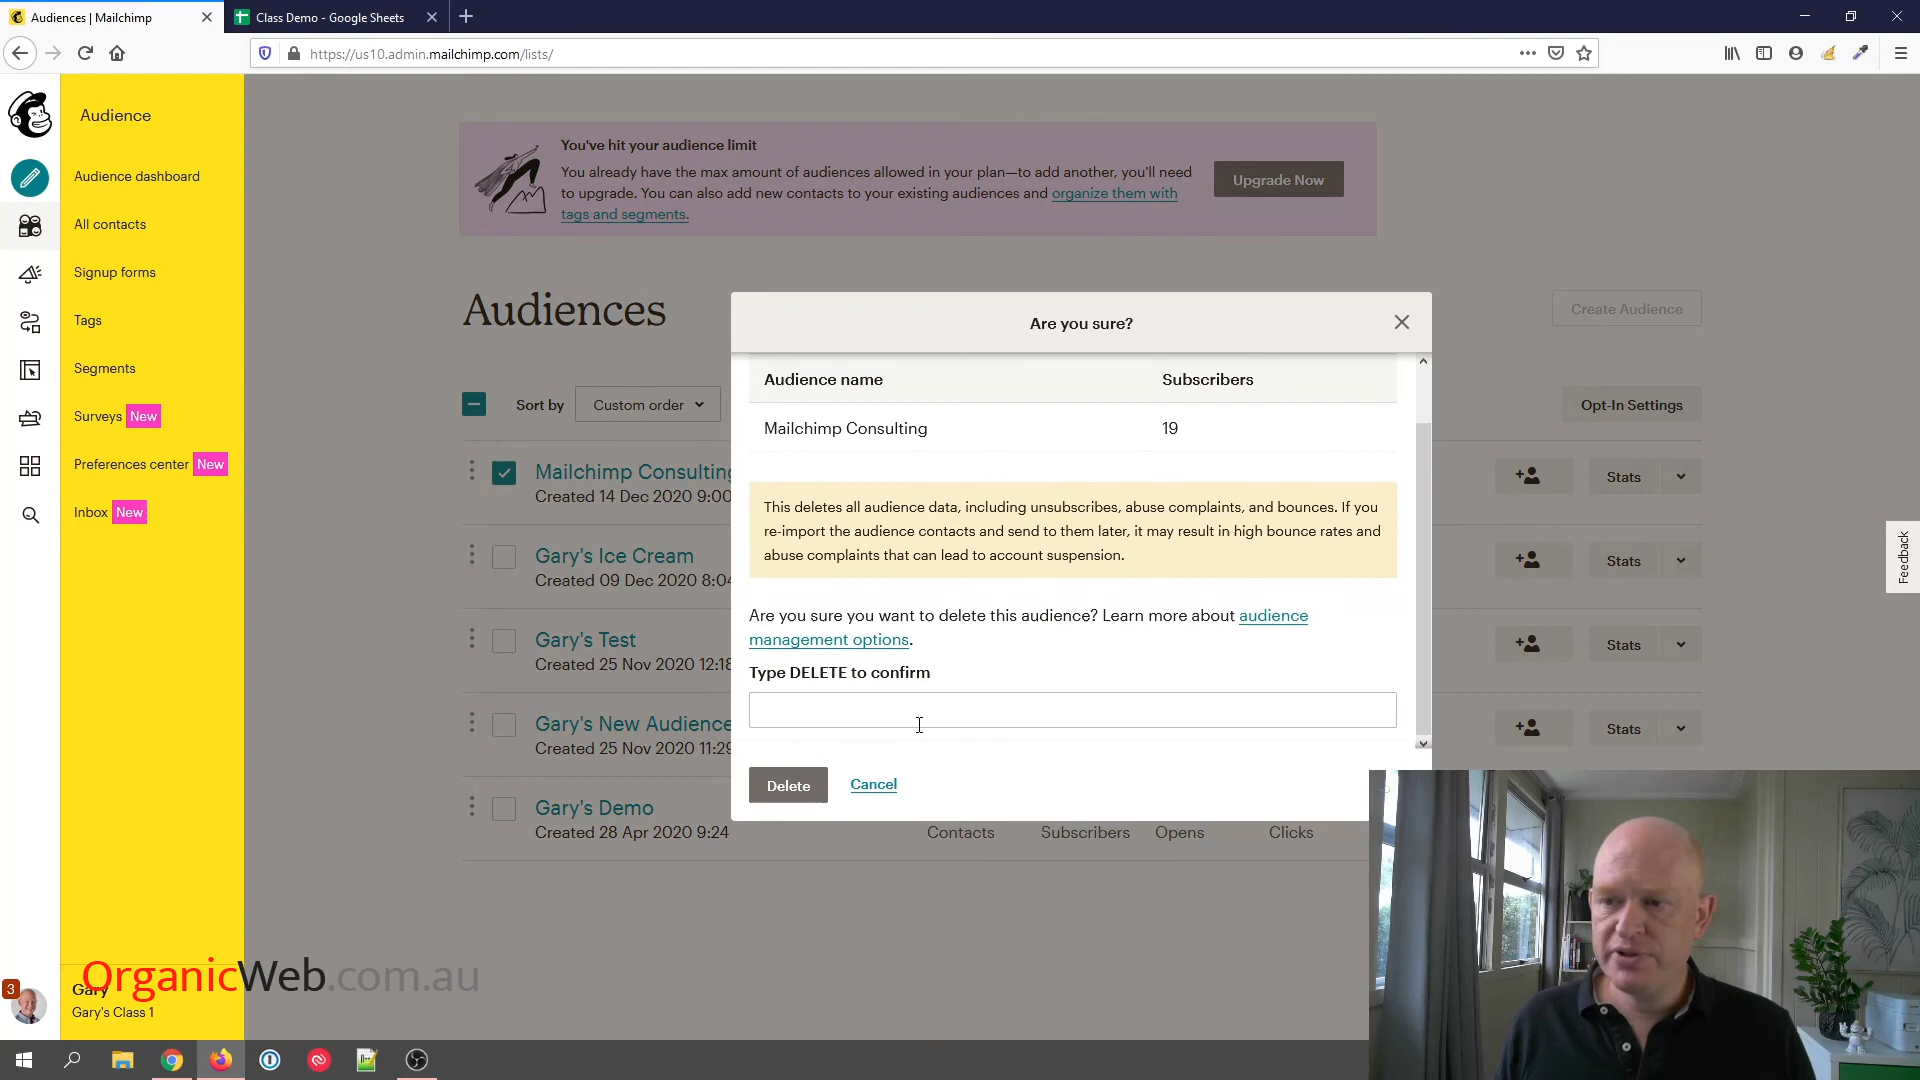 Audiences | Mailchimp
Class Demo - Google Sheets
https://us10.admin.mailchimp.com/lists/
Audience
Audience dashboard
All contacts
Signup forms
Tags
Segments
Surveys New
Preferences center New
Inbox New
You've hit your audience limit
You already have the max amount of audiences allowed in your plan—to add another, you'll need
to upgrade. You can also add new contacts to your existing audiences and organize them with
tags and segments.
Upgrade Now
Audiences
Create Audience
Sort by
Custom order
Opt-In Settings
Mailchimp Consulting
Created 14 Dec 2020 9:00
Stats
Gary's Ice Cream
Created 09 Dec 2020 8:04
Stats
Gary's Test
Created 25 Nov 2020 12:18
Stats
Gary's New Audience
Created 25 Nov 2020 11:29
Stats
Gary's Demo
Created 28 Apr 2020 9:24
Contacts
Subscribers
Opens
Clicks
Are you sure?
Audience name
Subscribers
Mailchimp Consulting
19
This deletes all audience data, including unsubscribes, abuse complaints, and bounces. If you
re-import the audience contacts and send to them later, it may result in high bounce rates and
abuse complaints that can lead to account suspension.
Are you sure you want to delete this audience? Learn more about audience
management options.
Type DELETE to confirm
Delete
Cancel
Feedback
OrganicWeb.com.au
3
Gary
Gary's Class 1